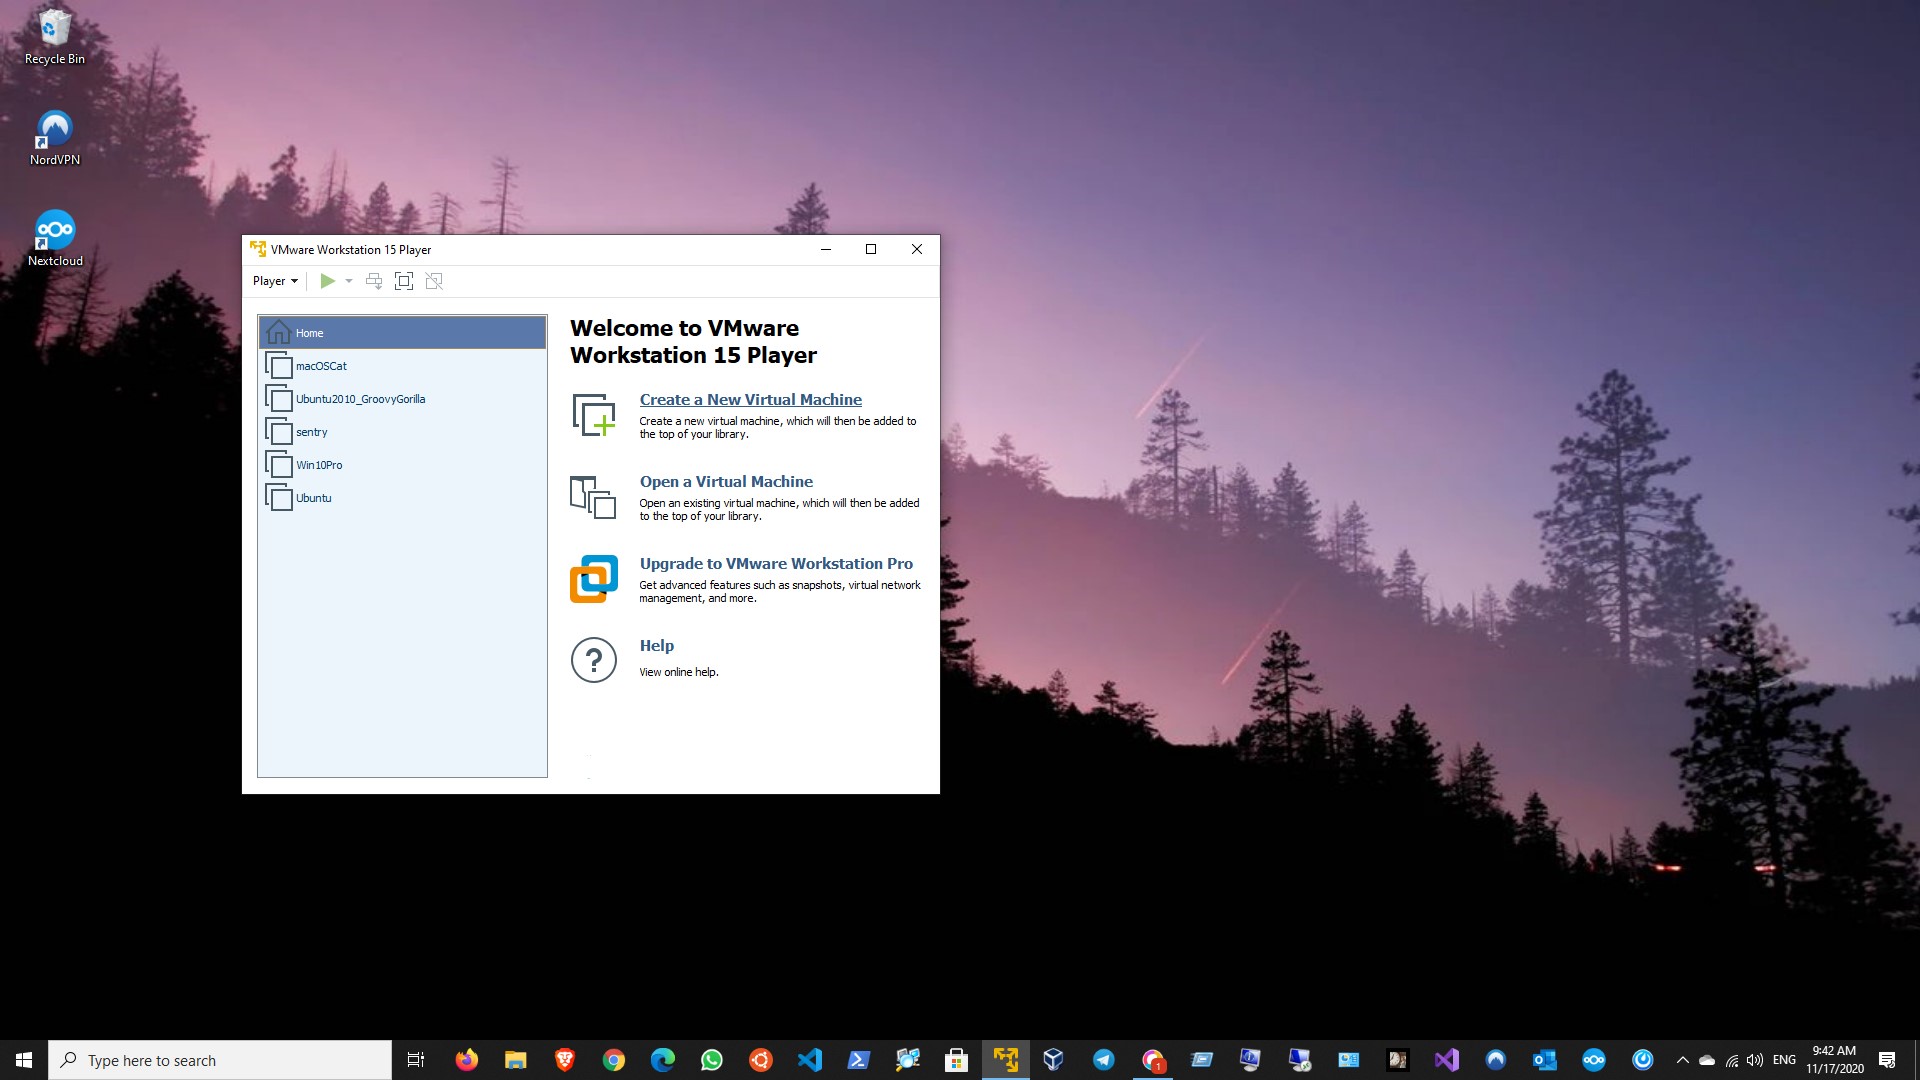 Recycle Bin
NordVPN
Nextcloud
VMware Workstation 15 Player
Player
Home
macOSCat
Ubuntu2010_GroovyGorilla
sentry
Win10Pro
Ubuntu
Welcome to VMware
Workstation 15 Player
Create a New Virtual Machine
Create a new virtual machine, which will then be added to
the top of your library.
Open a Virtual Machine
Open an existing virtual machine, which will then be added
to the top of your library.
Upgrade to VMware Workstation Pro
Get advanced features such as snapshots, virtual network
management, and more.
Help
View online help.
Type here to search
1
ENG
9:42 AM
11/17/2020